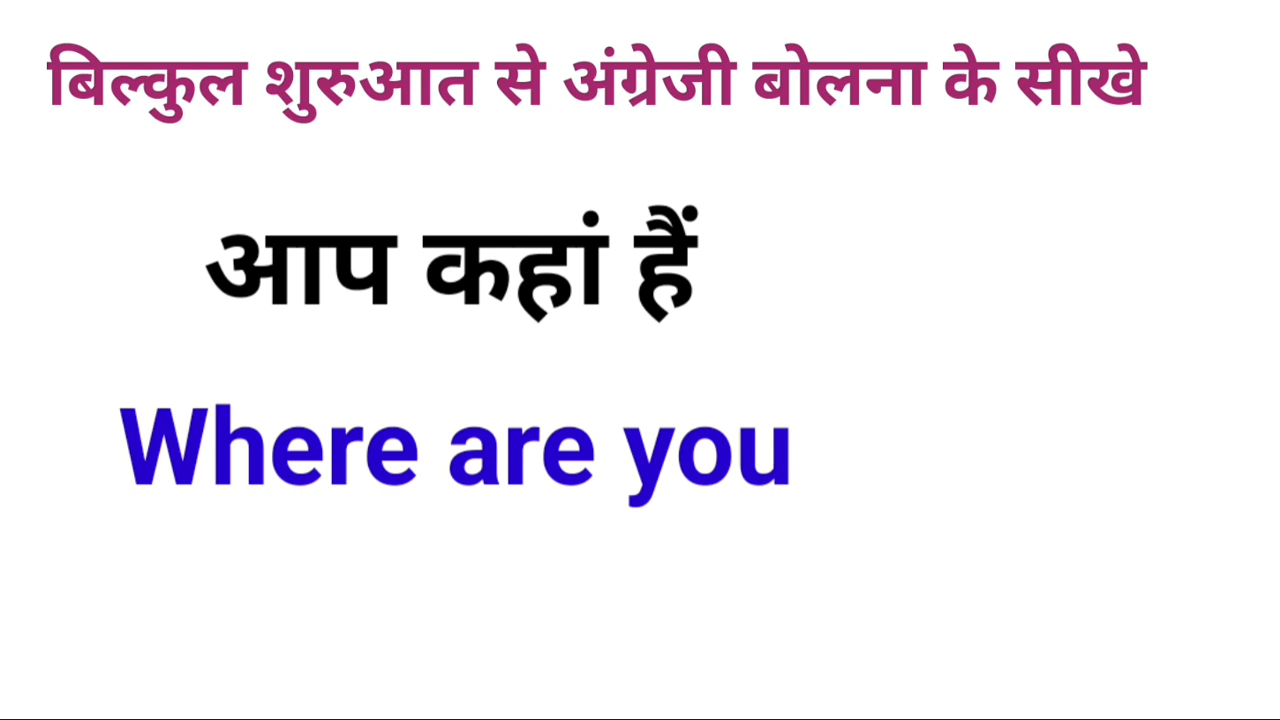 बिल्कुल शुरुआत से अंग्रेजी बोलना के सीखे
आप कहां हैं
Where are you